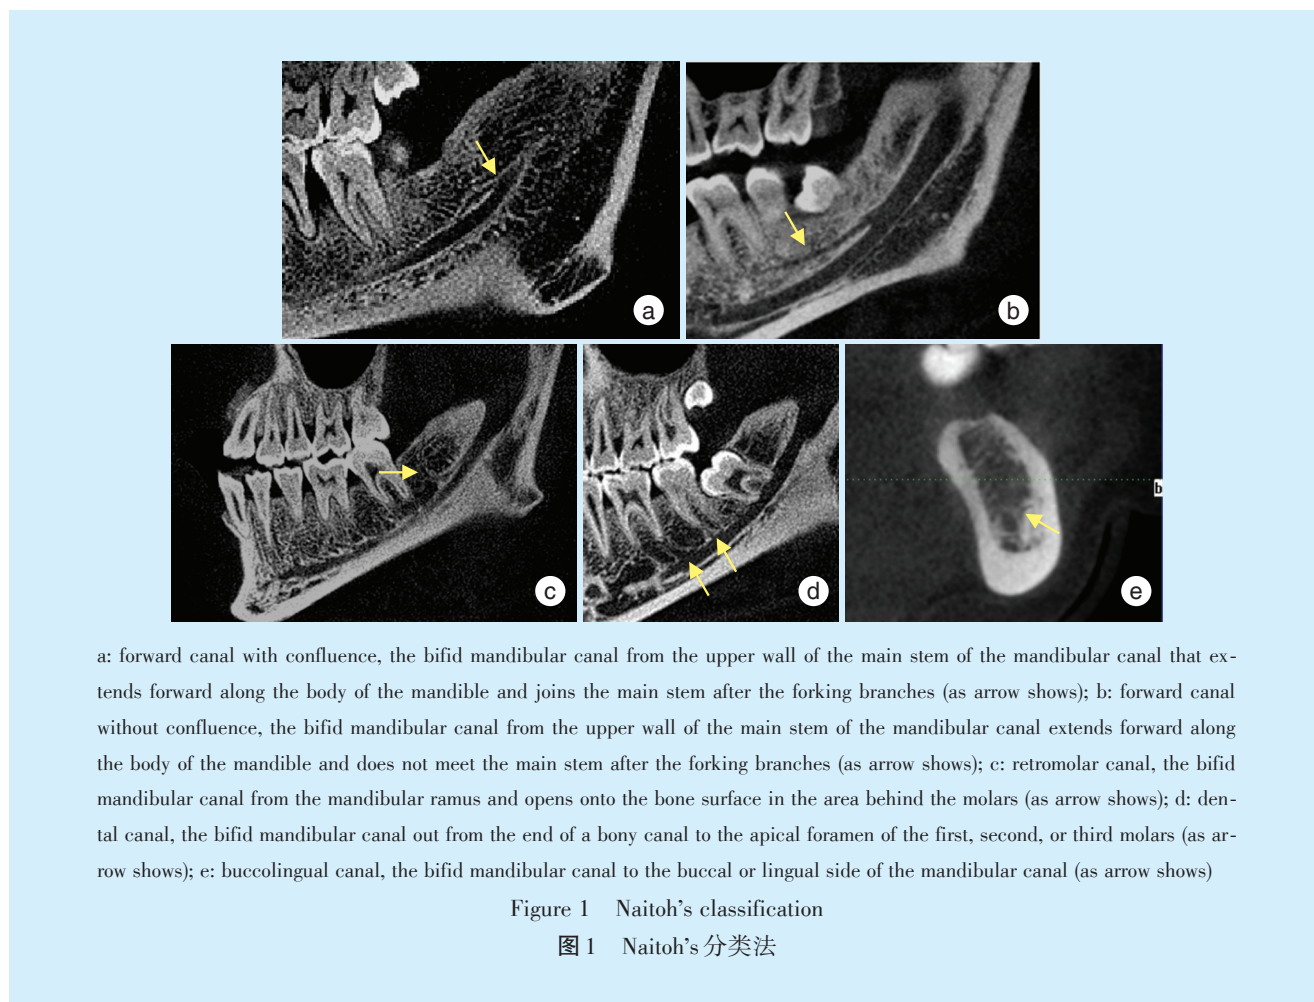 a
b
c
d
b
e
a: forward canal with confluence, the bifid mandibular canal from the upper wall of the main stem of the mandibular canal that ex-
tends forward along the body of the mandible and joins the main stem after the forking branches (as arrow shows); b: forward canal
without confluence, the bifid mandibular canal from the upper wall of the main stem of the mandibular canal extends forward along
the body of the mandible and does not meet the main stem after the forking branches (as arrow shows); c: retromolar canal, the bifid
mandibular canal from the mandibular ramus and opens onto the bone surface in the area behind the molars (as arrow shows); d: den-
tal canal, the bifid mandibular canal out from the end of a bony canal to the apical foramen of the first, second, or third molars (as ar-
row shows); e: buccolingual canal, the bifid mandibular canal to the buccal or lingual side of the mandibular canal (as arrow shows)
Figure 1 Naitoh's classification
图1 Naitoh's分类法